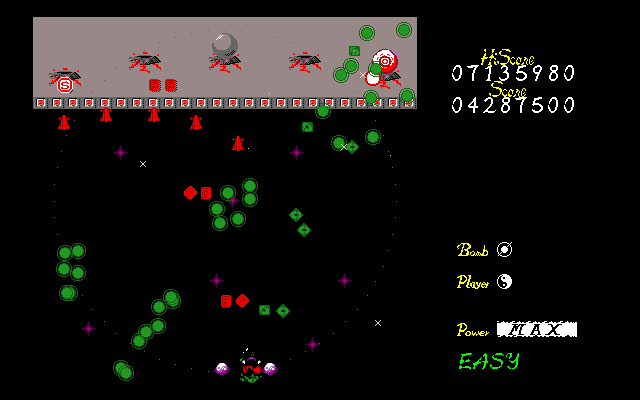 HiScore
07135980
Score
04287500
S
Bomb
Player
Power MAX
EASY